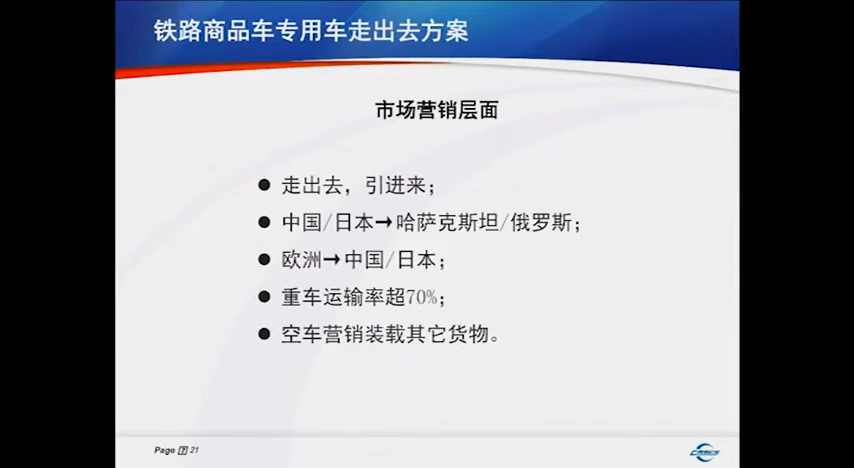 铁路商品车专用车走出去方案
市场营销层面
● 走出去，引进来；
● 中国/日本→哈萨克斯坦/俄罗斯；
● 欧洲→中国/日本；
● 重车运输率超70%；
● 空车营销装载其它货物。
Page 21